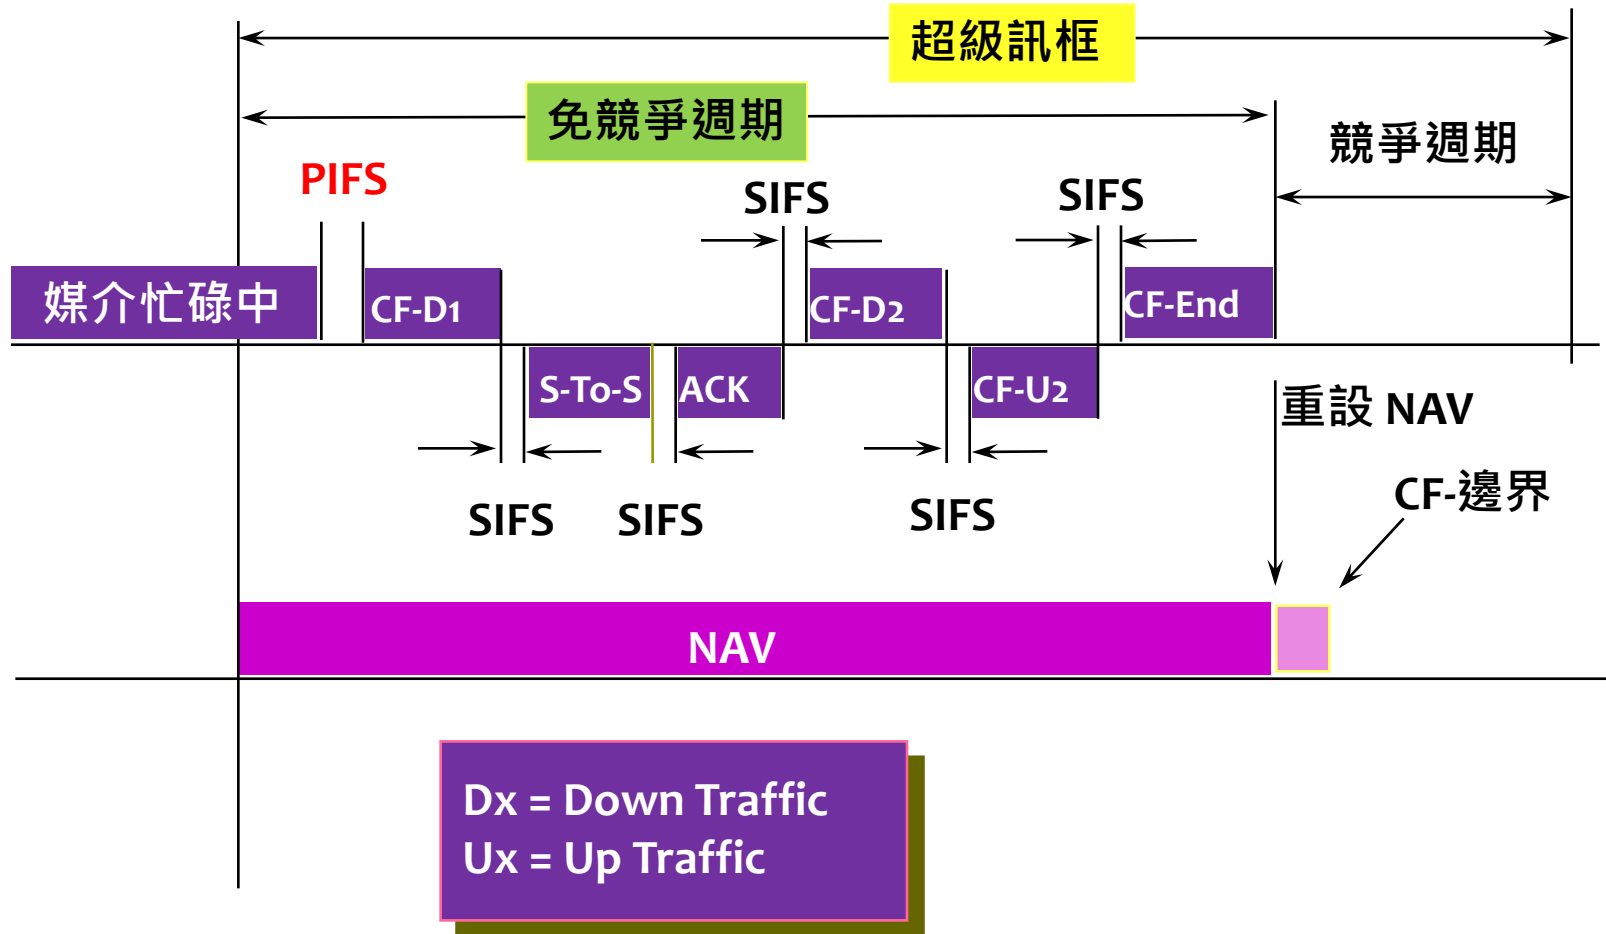 超級訊框
免競爭週期
競爭週期
PIFS
SIFS
SIFS
媒介忙碌中
CF-D1
CF-D2
CF-End
S-To-S
ACK
CF-U2
重設 NAV
CF-邊界
SIFS
SIFS
SIFS
NAV
Dx = Down Traffic
Ux = Up Traffic